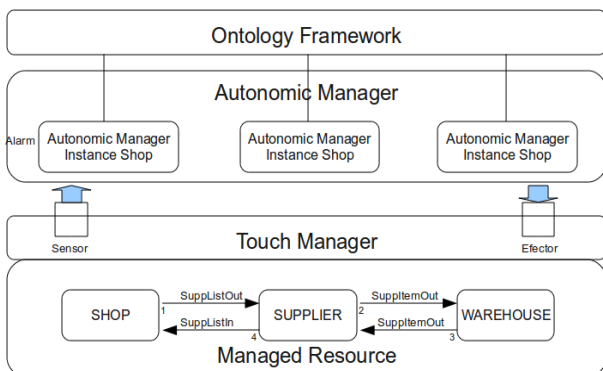 Ontology Framework
Autonomic Manager
Alarm
Autonomic Manager
Instance Shop
Autonomic Manager
Instance Shop
Autonomic Manager
Instance Shop
Sensor
Touch Manager
Efector
SHOP
1
SuppListOut
SuppListIn
4
SUPPLIER
2
SuppItemOut
SuppItemOut
3
WAREHOUSE
Managed Resource